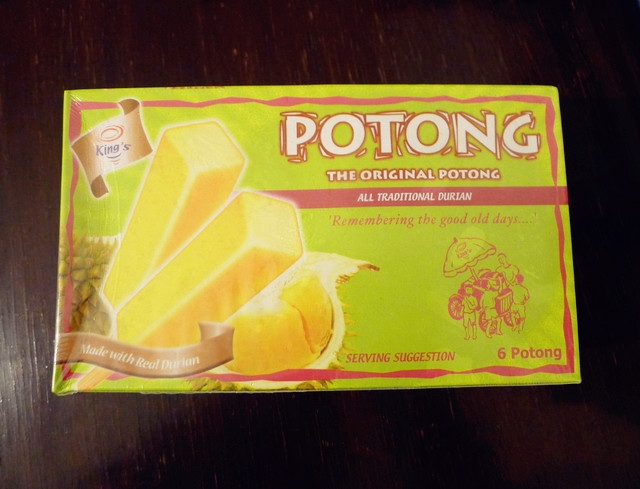 King's
POTONG
THE ORIGINAL POTONG
ALL TRADITIONAL DURIAN
'Remembering the good old days....'
Made with Real Durian
SERVING SUGGESTION
6 Potong